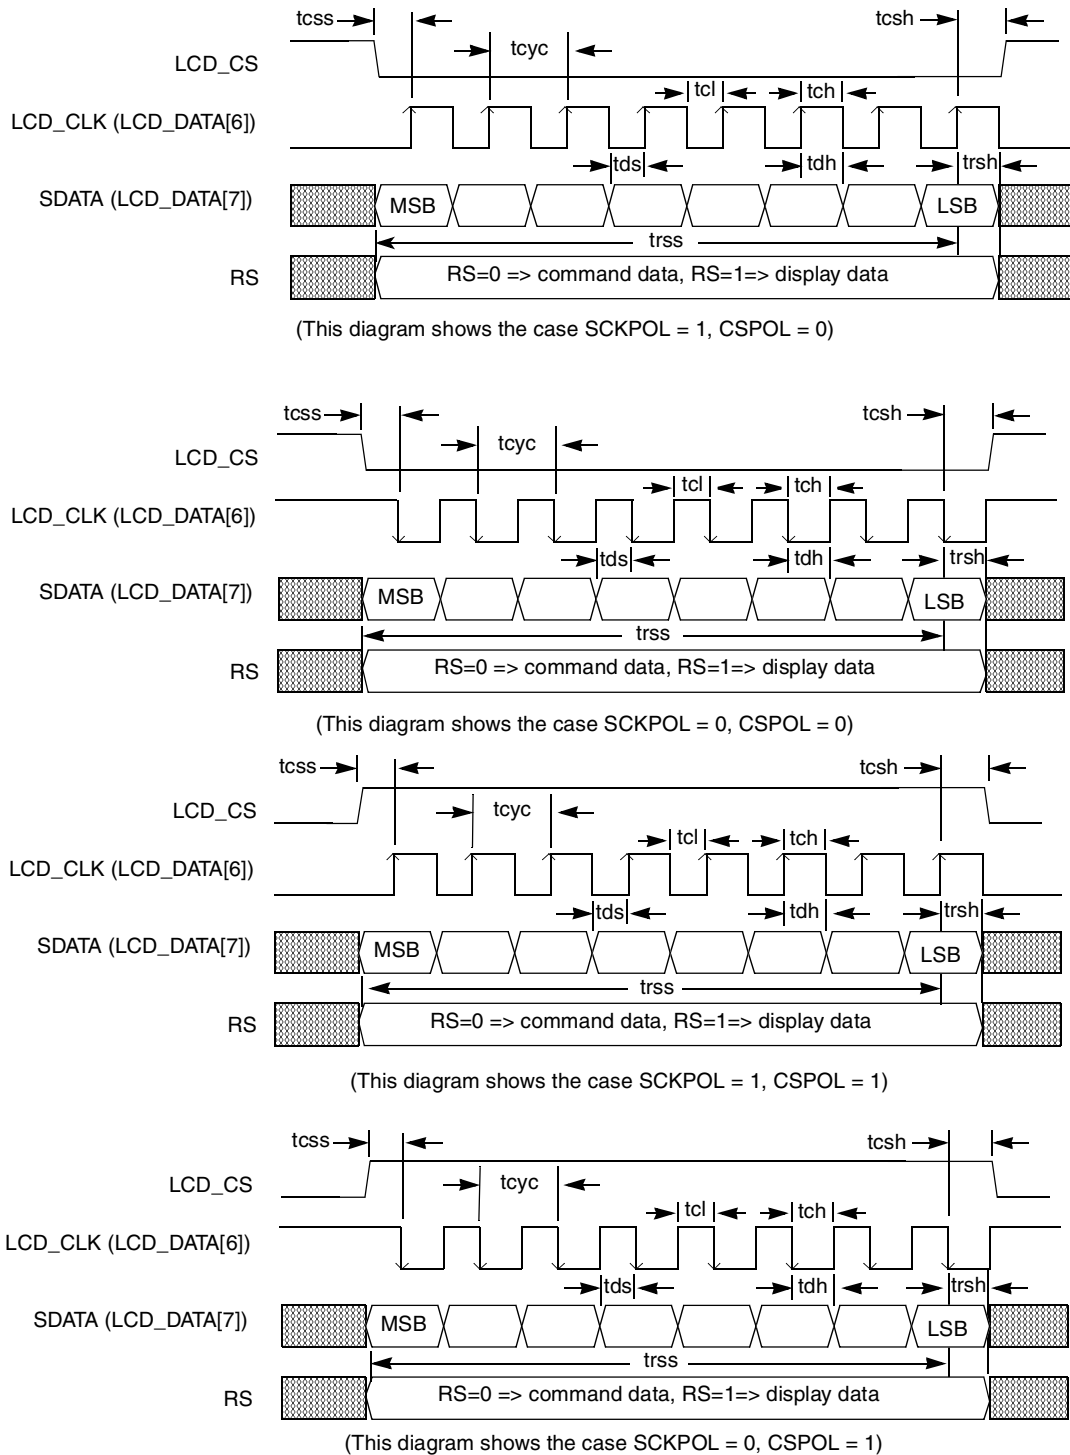 tcss
tcsh
tcyc
LCD_CS
tcl
tch
LCD_CLK (LCD_DATA[6])
tds
tdh
trsh
SDATA (LCD_DATA[7])
MSB
LSB
trss
RS
RS=0 => command data, RS=1=> display data
(This diagram shows the case SCKPOL = 1, CSPOL = 0)
tcss
tcsh
tcyc
LCD_CS
tcl
tch
LCD_CLK (LCD_DATA[6])
tds
tdh
trsh
SDATA (LCD_DATA[7])
MSB
LSB
trss
RS
RS=0 => command data, RS=1=> display data
(This diagram shows the case SCKPOL = 0, CSPOL = 0)
tcss
tcsh
tcyc
LCD_CS
tcl
tch
LCD_CLK (LCD_DATA[6])
tds
tdh
trsh
SDATA (LCD_DATA[7])
MSB
LSB
trss
RS
RS=0 => command data, RS=1=> display data
(This diagram shows the case SCKPOL = 1, CSPOL = 1)
tcss
tcsh
tcyc
LCD_CS
tcl
tch
LCD_CLK (LCD_DATA[6])
tds
tdh
trsh
SDATA (LCD_DATA[7])
MSB
LSB
trss
RS
RS=0 => command data, RS=1=> display data
(This diagram shows the case SCKPOL = 0, CSPOL = 1)